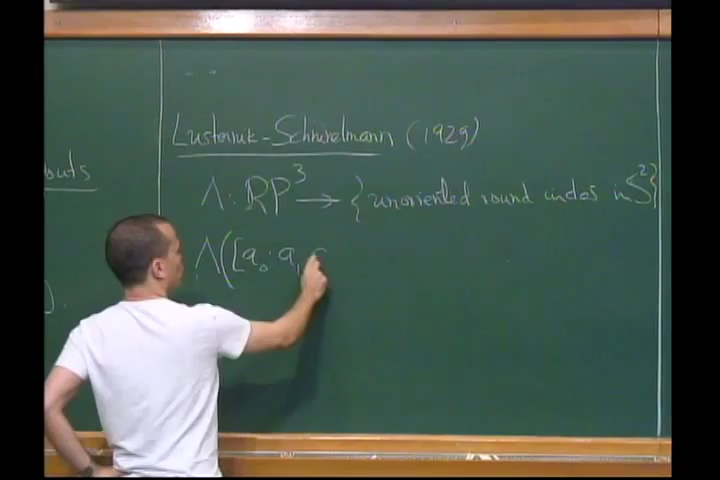 Lusternik-Schnirelmann (1929)
Λ: RP³ → { unoriented round circles in S² }
Λ([a₀: a₁